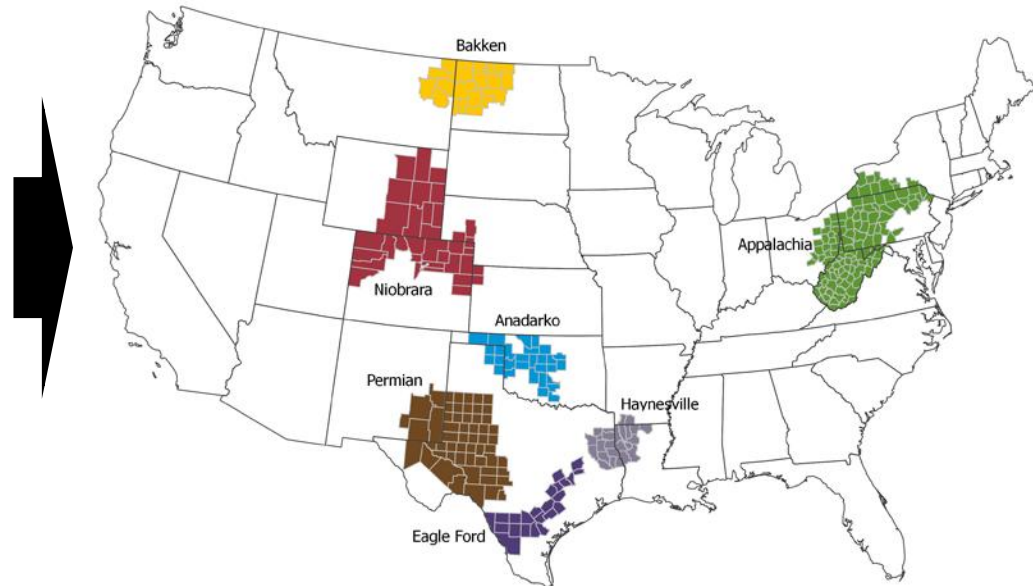 Bakken
Appalachia
Niobrara
Anadarko
Permian
Haynesville
Eagle Ford